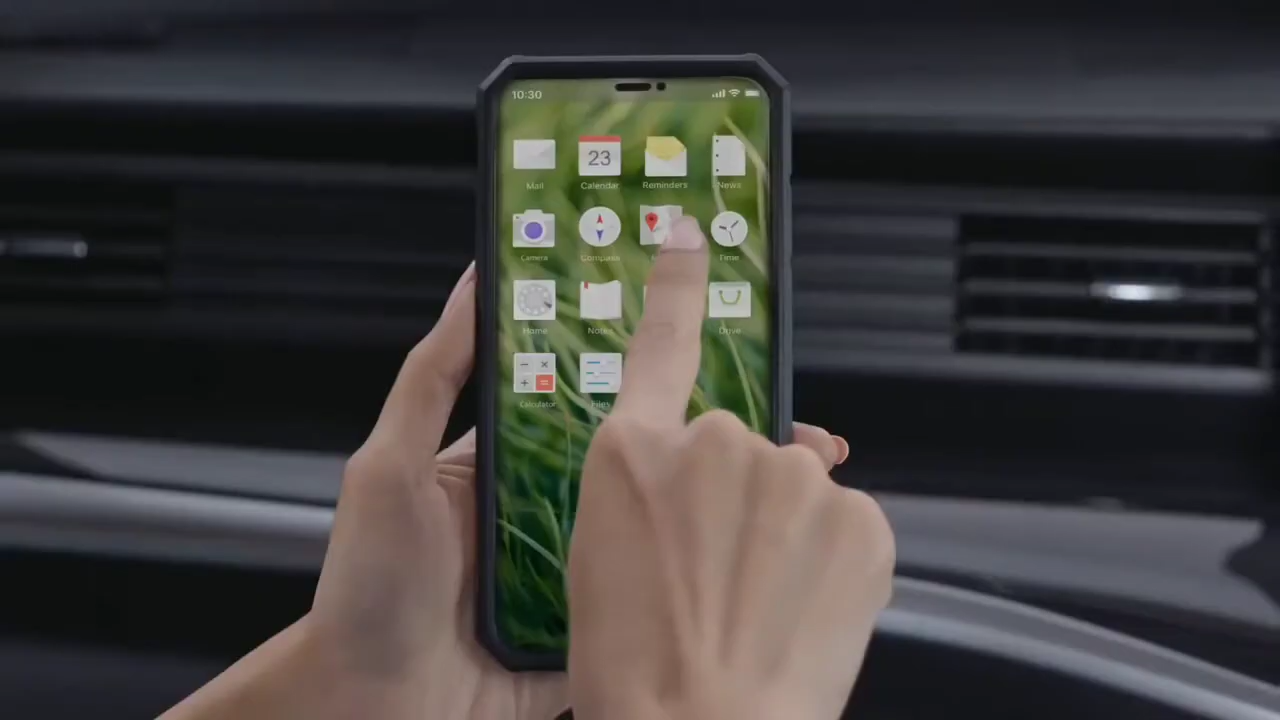 10:30
23
Mail
Calendar
Reminders
News
Camera
Compass
Time
Home
Notes
Drive
Calculator
Files